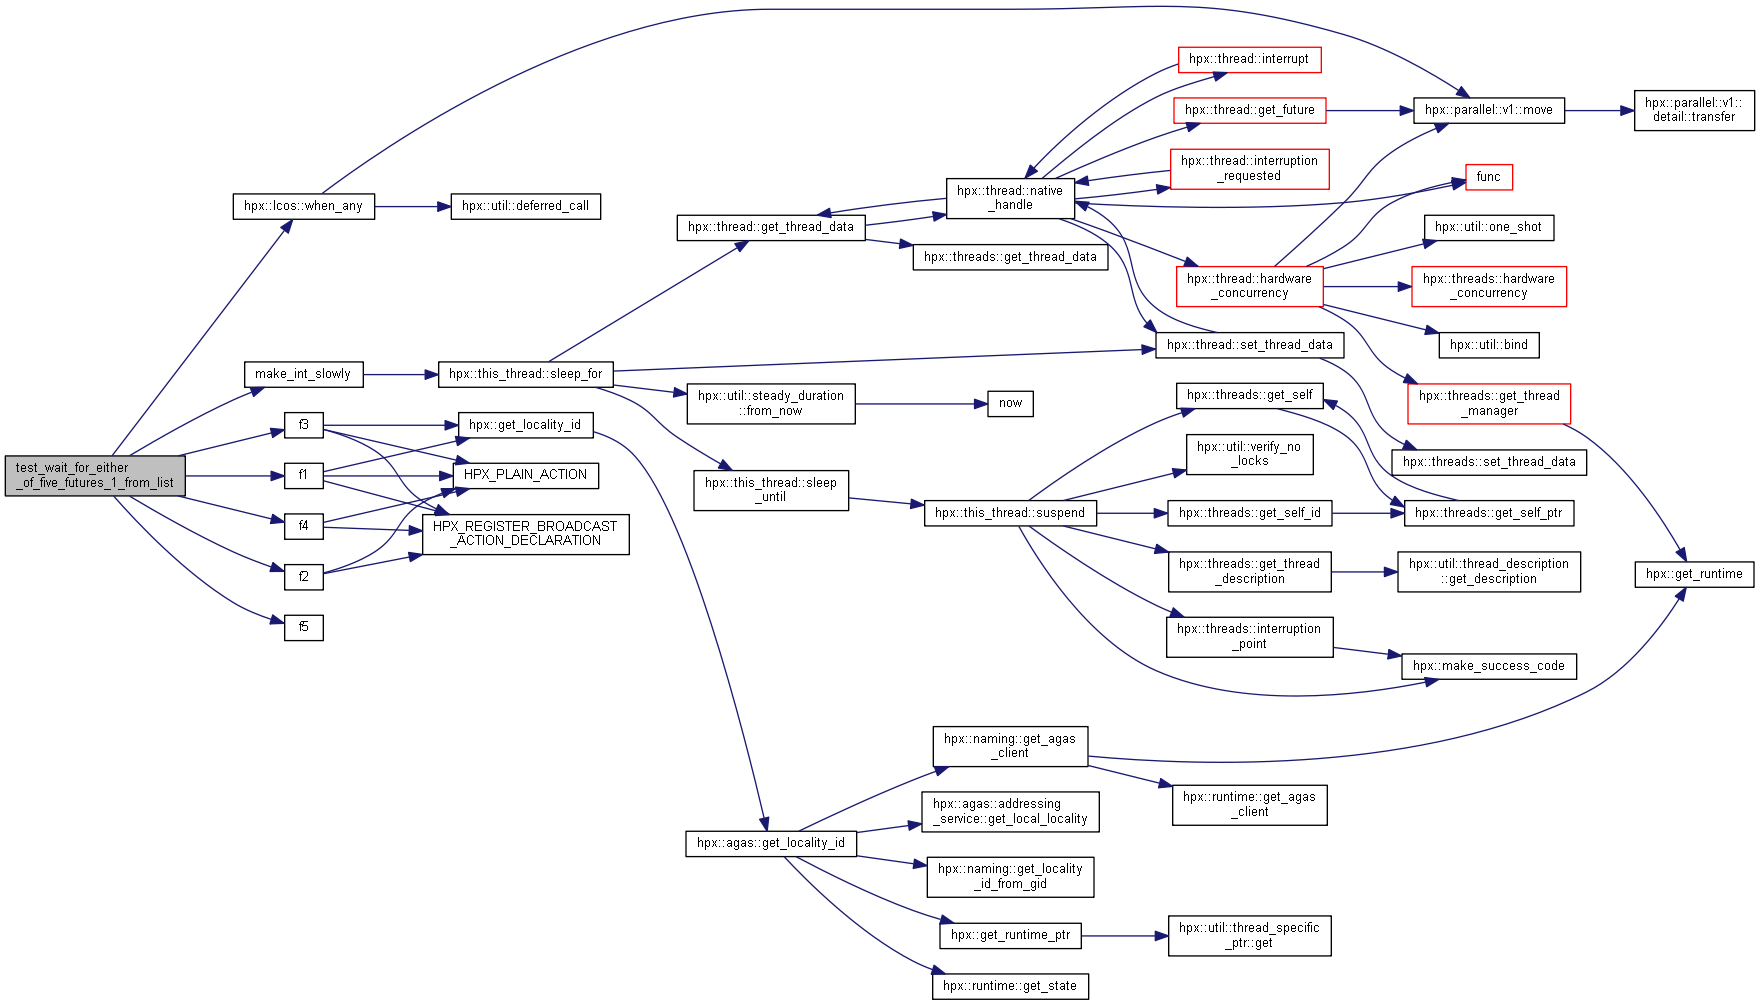 test_wait_for_either
_of_five_futures_1_from_list
hpx::lcos::when_any
hpx::util::deferred_call
make_int_slowly
hpx::this_thread::sleep_for
f3
f1
f4
f2
f5
hpx::get_locality_id
HPX_PLAIN_ACTION
HPX_REGISTER_BROADCAST
_ACTION_DECLARATION
hpx::thread::get_thread_data
hpx::threads::get_thread_data
hpx::util::steady_duration
::from_now
now
hpx::this_thread::sleep
_until
hpx::thread::native
_handle
hpx::thread::interrupt
hpx::thread::get_future
hpx::thread::interruption
_requested
hpx::thread::hardware
_concurrency
hpx::thread::set_thread_data
hpx::parallel::v1::move
hpx::parallel::v1::
detail::transfer
func
hpx::util::one_shot
hpx::threads::hardware
_concurrency
hpx::util::bind
hpx::threads::get_thread
_manager
hpx::threads::set_thread_data
hpx::this_thread::suspend
hpx::threads::get_self
hpx::util::verify_no
_locks
hpx::threads::get_self_id
hpx::threads::get_self_ptr
hpx::threads::get_thread
_description
hpx::util::thread_description
::get_description
hpx::threads::interruption
_point
hpx::make_success_code
hpx::get_runtime
hpx::agas::get_locality_id
hpx::naming::get_agas
_client
hpx::runtime::get_agas
_client
hpx::agas::addressing
_service::get_local_locality
hpx::naming::get_locality
_id_from_gid
hpx::get_runtime_ptr
hpx::util::thread_specific
_ptr::get
hpx::runtime::get_state